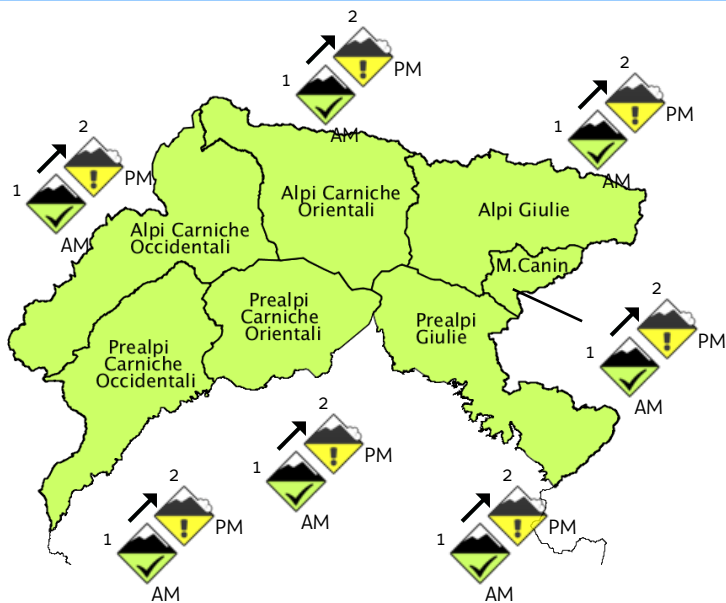 2
1
PM
AM
2
1
PM
AM
2
1
PM
AM
Alpi Carniche
Orientali
Alpi Giulie
Alpi Carniche
Occidentali
M.Canin
Prealpi
Carniche
Orientali
Prealpi
Giulie
Prealpi
Carniche
Occidentali
2
1
PM
AM
2
1
PM
AM
2
1
PM
AM
2
1
PM
AM